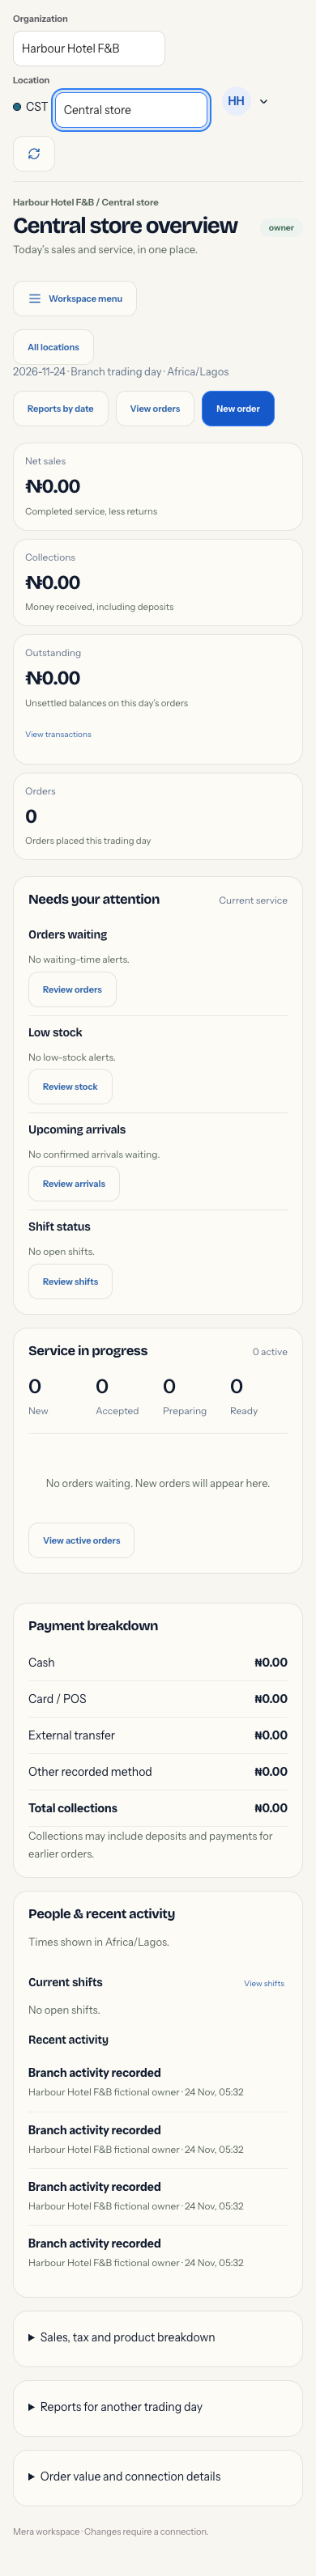 Organization
Harbour Hotel F&B
Location
CST
Central store
HH
Harbour Hotel F&B / Central store
Central store overview
owner
Today's sales and service, in one place.
Workspace menu
All locations
2026-11-24 · Branch trading day · Africa/Lagos
Reports by date
View orders
New order
Net sales
₦0.00
Completed service, less returns
Collections
₦0.00
Money received, including deposits
Outstanding
₦0.00
Unsettled balances on this day's orders
View transactions
Orders
0
Orders placed this trading day
Needs your attention
Current service
Orders waiting
No waiting-time alerts.
Review orders
Low stock
No low-stock alerts.
Review stock
Upcoming arrivals
No confirmed arrivals waiting.
Review arrivals
Shift status
No open shifts.
Review shifts
Service in progress
0 active
0 0 0 0
New Accepted Preparing Ready
No orders waiting. New orders will appear here.
View active orders
Payment breakdown
Cash ₦0.00
Card / POS ₦0.00
External transfer ₦0.00
Other recorded method ₦0.00
Total collections ₦0.00
Collections may include deposits and payments for
earlier orders.
People & recent activity
Times shown in Africa/Lagos.
Current shifts
View shifts
No open shifts.
Recent activity
Branch activity recorded
Harbour Hotel F&B fictional owner · 24 Nov, 05:32
Branch activity recorded
Harbour Hotel F&B fictional owner · 24 Nov, 05:32
Branch activity recorded
Harbour Hotel F&B fictional owner · 24 Nov, 05:32
Branch activity recorded
Harbour Hotel F&B fictional owner · 24 Nov, 05:32
Sales, tax and product breakdown
Reports for another trading day
Order value and connection details
Mera workspace · Changes require a connection.